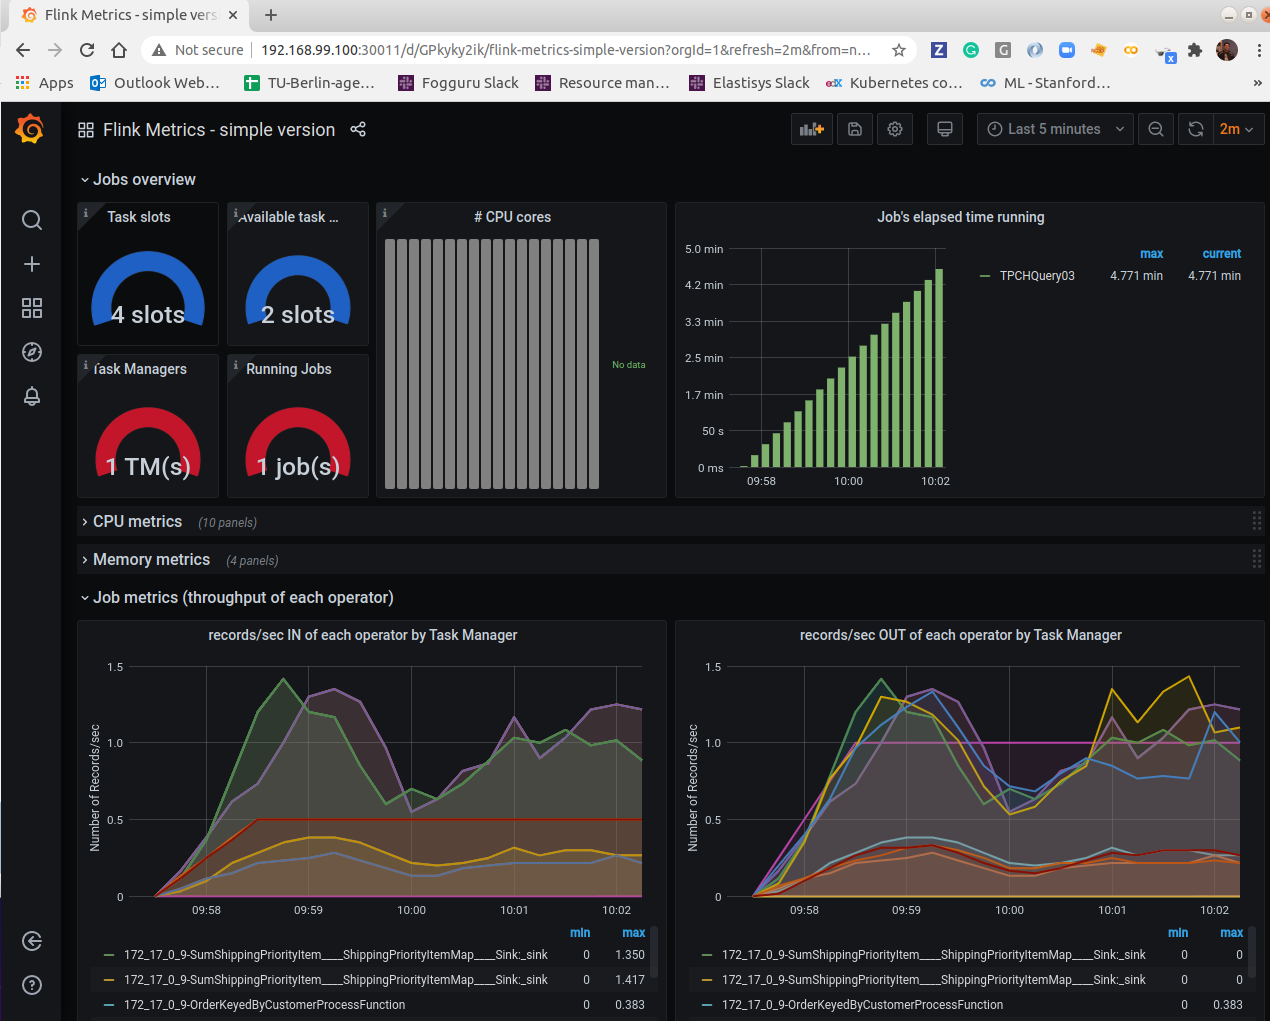 Flink Metrics - simple vers
Not secure 192.168.99.100:30011/d/GPkyky2ik/flink-metrics-simple-version?orgId=1&refresh=2m&from=n...
Apps Outlook Web... TU-Berlin-age... Fogguru Slack Resource man... Elastisys Slack Kubernetes co... ML - Stanford... »
Flink Metrics - simple version Last 5 minutes 2m
Jobs overview
Task slots
4 slots
Available task ...
2 slots
Task Managers
1 TM(s)
Running Jobs
1 job(s)
# CPU cores
No data
Job's elapsed time running
5.0 min
4.2 min
3.3 min
2.5 min
1.7 min
50 s
0 ms
09:58 10:00 10:02
max current
TPCHQuery03 4.771 min 4.771 min
CPU metrics (10 panels)
Memory metrics (4 panels)
Job metrics (throughput of each operator)
records/sec IN of each operator by Task Manager
Number of Records/sec
1.5
1.0
0.5
0
09:58 09:59 10:00 10:01 10:02
min max
172_17_0_9-SumShippingPriorityItem____ShippingPriorityItemMap____Sink:_sink 0 1.350
172_17_0_9-SumShippingPriorityItem____ShippingPriorityItemMap____Sink:_sink 0 1.417
172_17_0_9-OrderKeyedByCustomerProcessFunction 0 0.383
records/sec OUT of each operator by Task Manager
Number of Records/sec
1.5
1.0
0.5
0
09:58 09:59 10:00 10:01 10:02
min max
172_17_0_9-SumShippingPriorityItem____ShippingPriorityItemMap____Sink:_sink 0 0
172_17_0_9-SumShippingPriorityItem____ShippingPriorityItemMap____Sink:_sink 0 0
172_17_0_9-OrderKeyedByCustomerProcessFunction 0 0.383